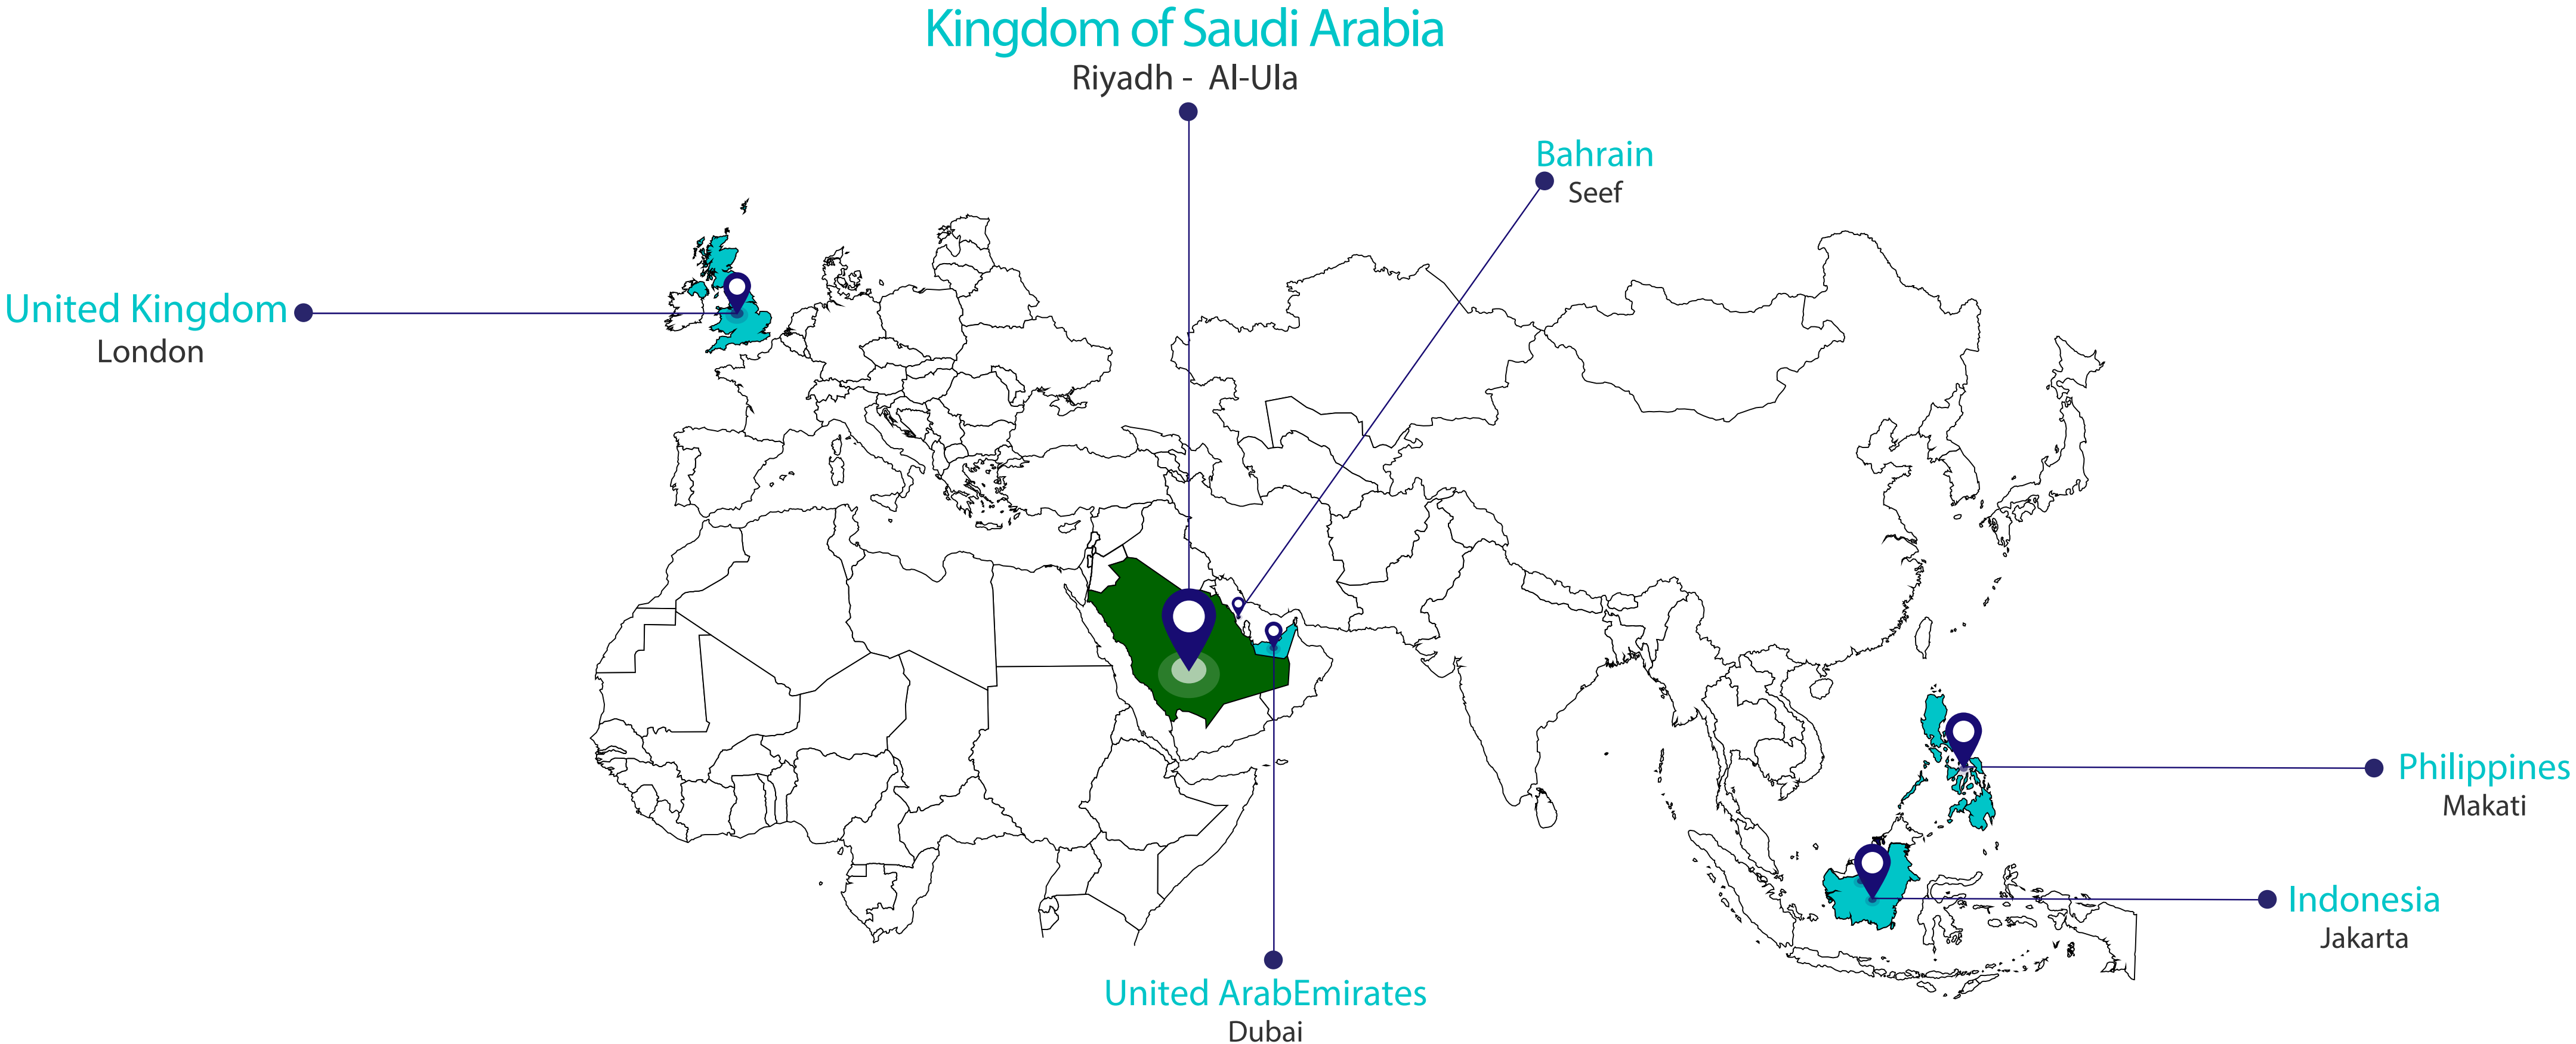 Kingdom of Saudi Arabia
Riyadh -  Al-Ula
Bahrain
Seef
United Kingdom
London
Philippines
Makati
Indonesia
Jakarta
United ArabEmirates
Dubai